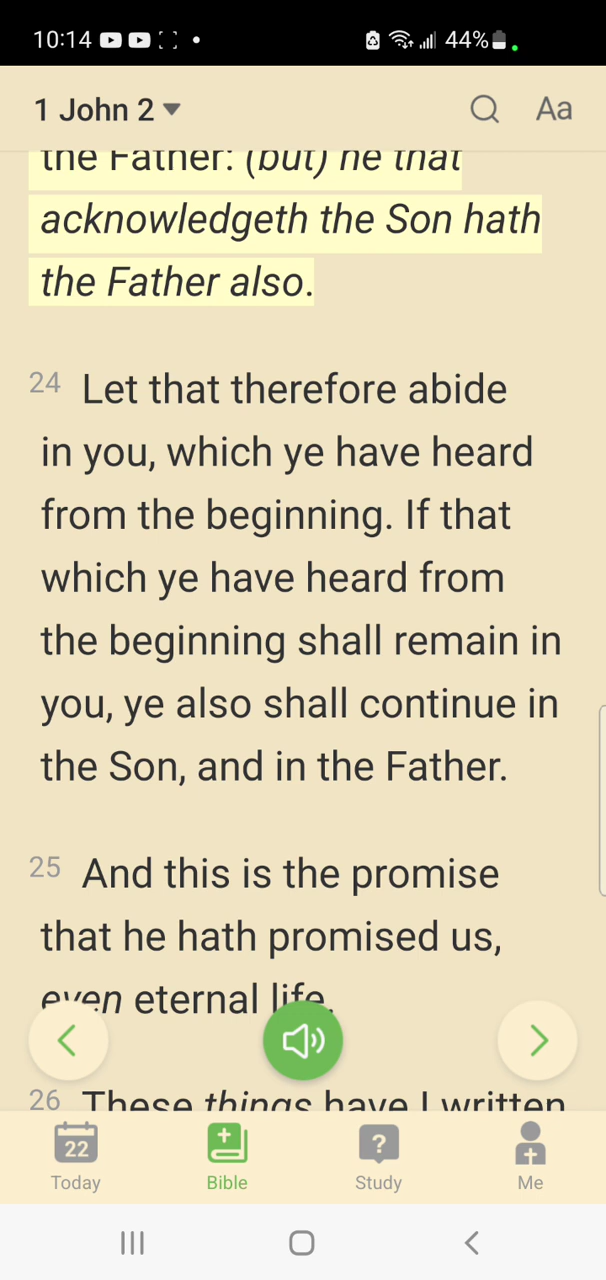 10:14
44%
1 John 2
Aa
the Father: (but) he that
acknowledgeth the Son hath
the Father also.
24 Let that therefore abide
in you, which ye have heard
from the beginning. If that
which ye have heard from
the beginning shall remain in
you, ye also shall continue in
the Son, and in the Father.
25 And this is the promise
that he hath promised us,
even eternal life.
26 These things have I written
22
?
Today
Bible
Study
Me